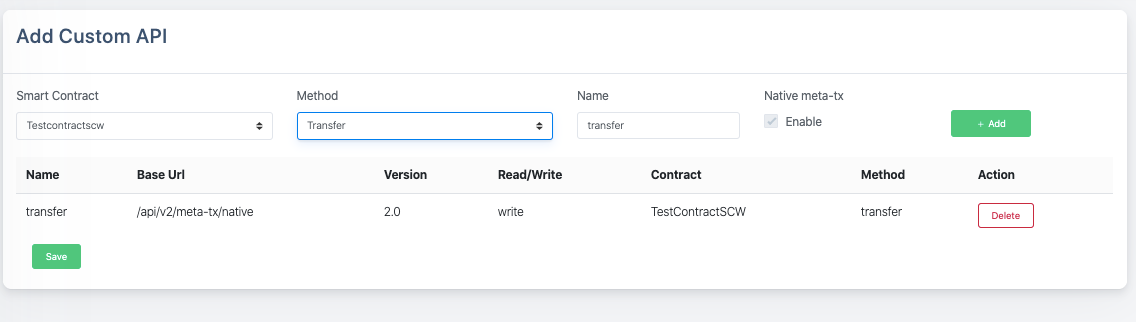 Add Custom API
Smart Contract Method Name Native meta-tx
Testcontractscw Transfer transfer Enable + Add
Name Base Url Version Read/Write Contract Method Action
transfer /api/v2/meta-tx/native 2.0 write TestContractSCW transfer Delete
Save